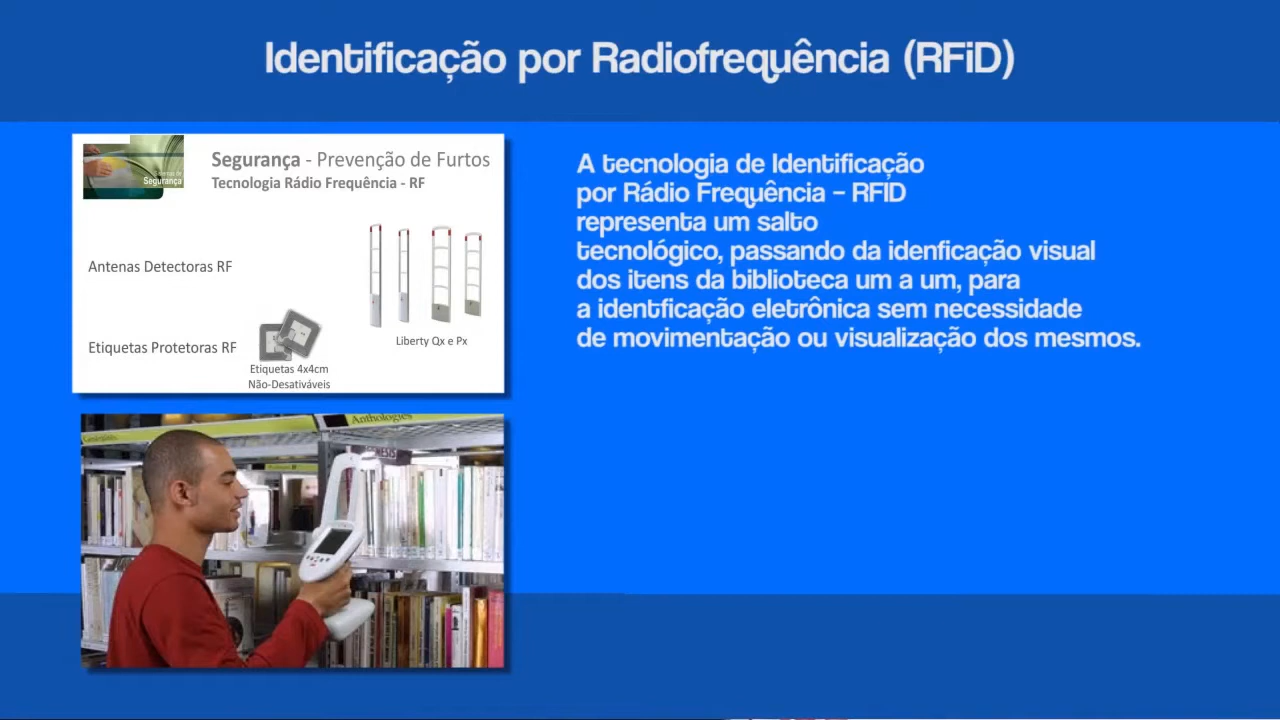 Identificação por Radiofrequência (RFiD)
Segurança - Prevenção de Furtos
Tecnologia Rádio Frequência - RF
Segurança
Antenas Detectoras RF
Etiquetas Protetoras RF
Etiquetas 4x4cm
Não-Desativáveis
Liberty Qx e Px
A tecnologia de Identificação
por Rádio Frequência – RFID
representa um salto
tecnológico, passando da idenficação visual
dos itens da biblioteca um a um, para
a identficação eletrônica sem necessidade
de movimentação ou visualização dos mesmos.
Anthologies